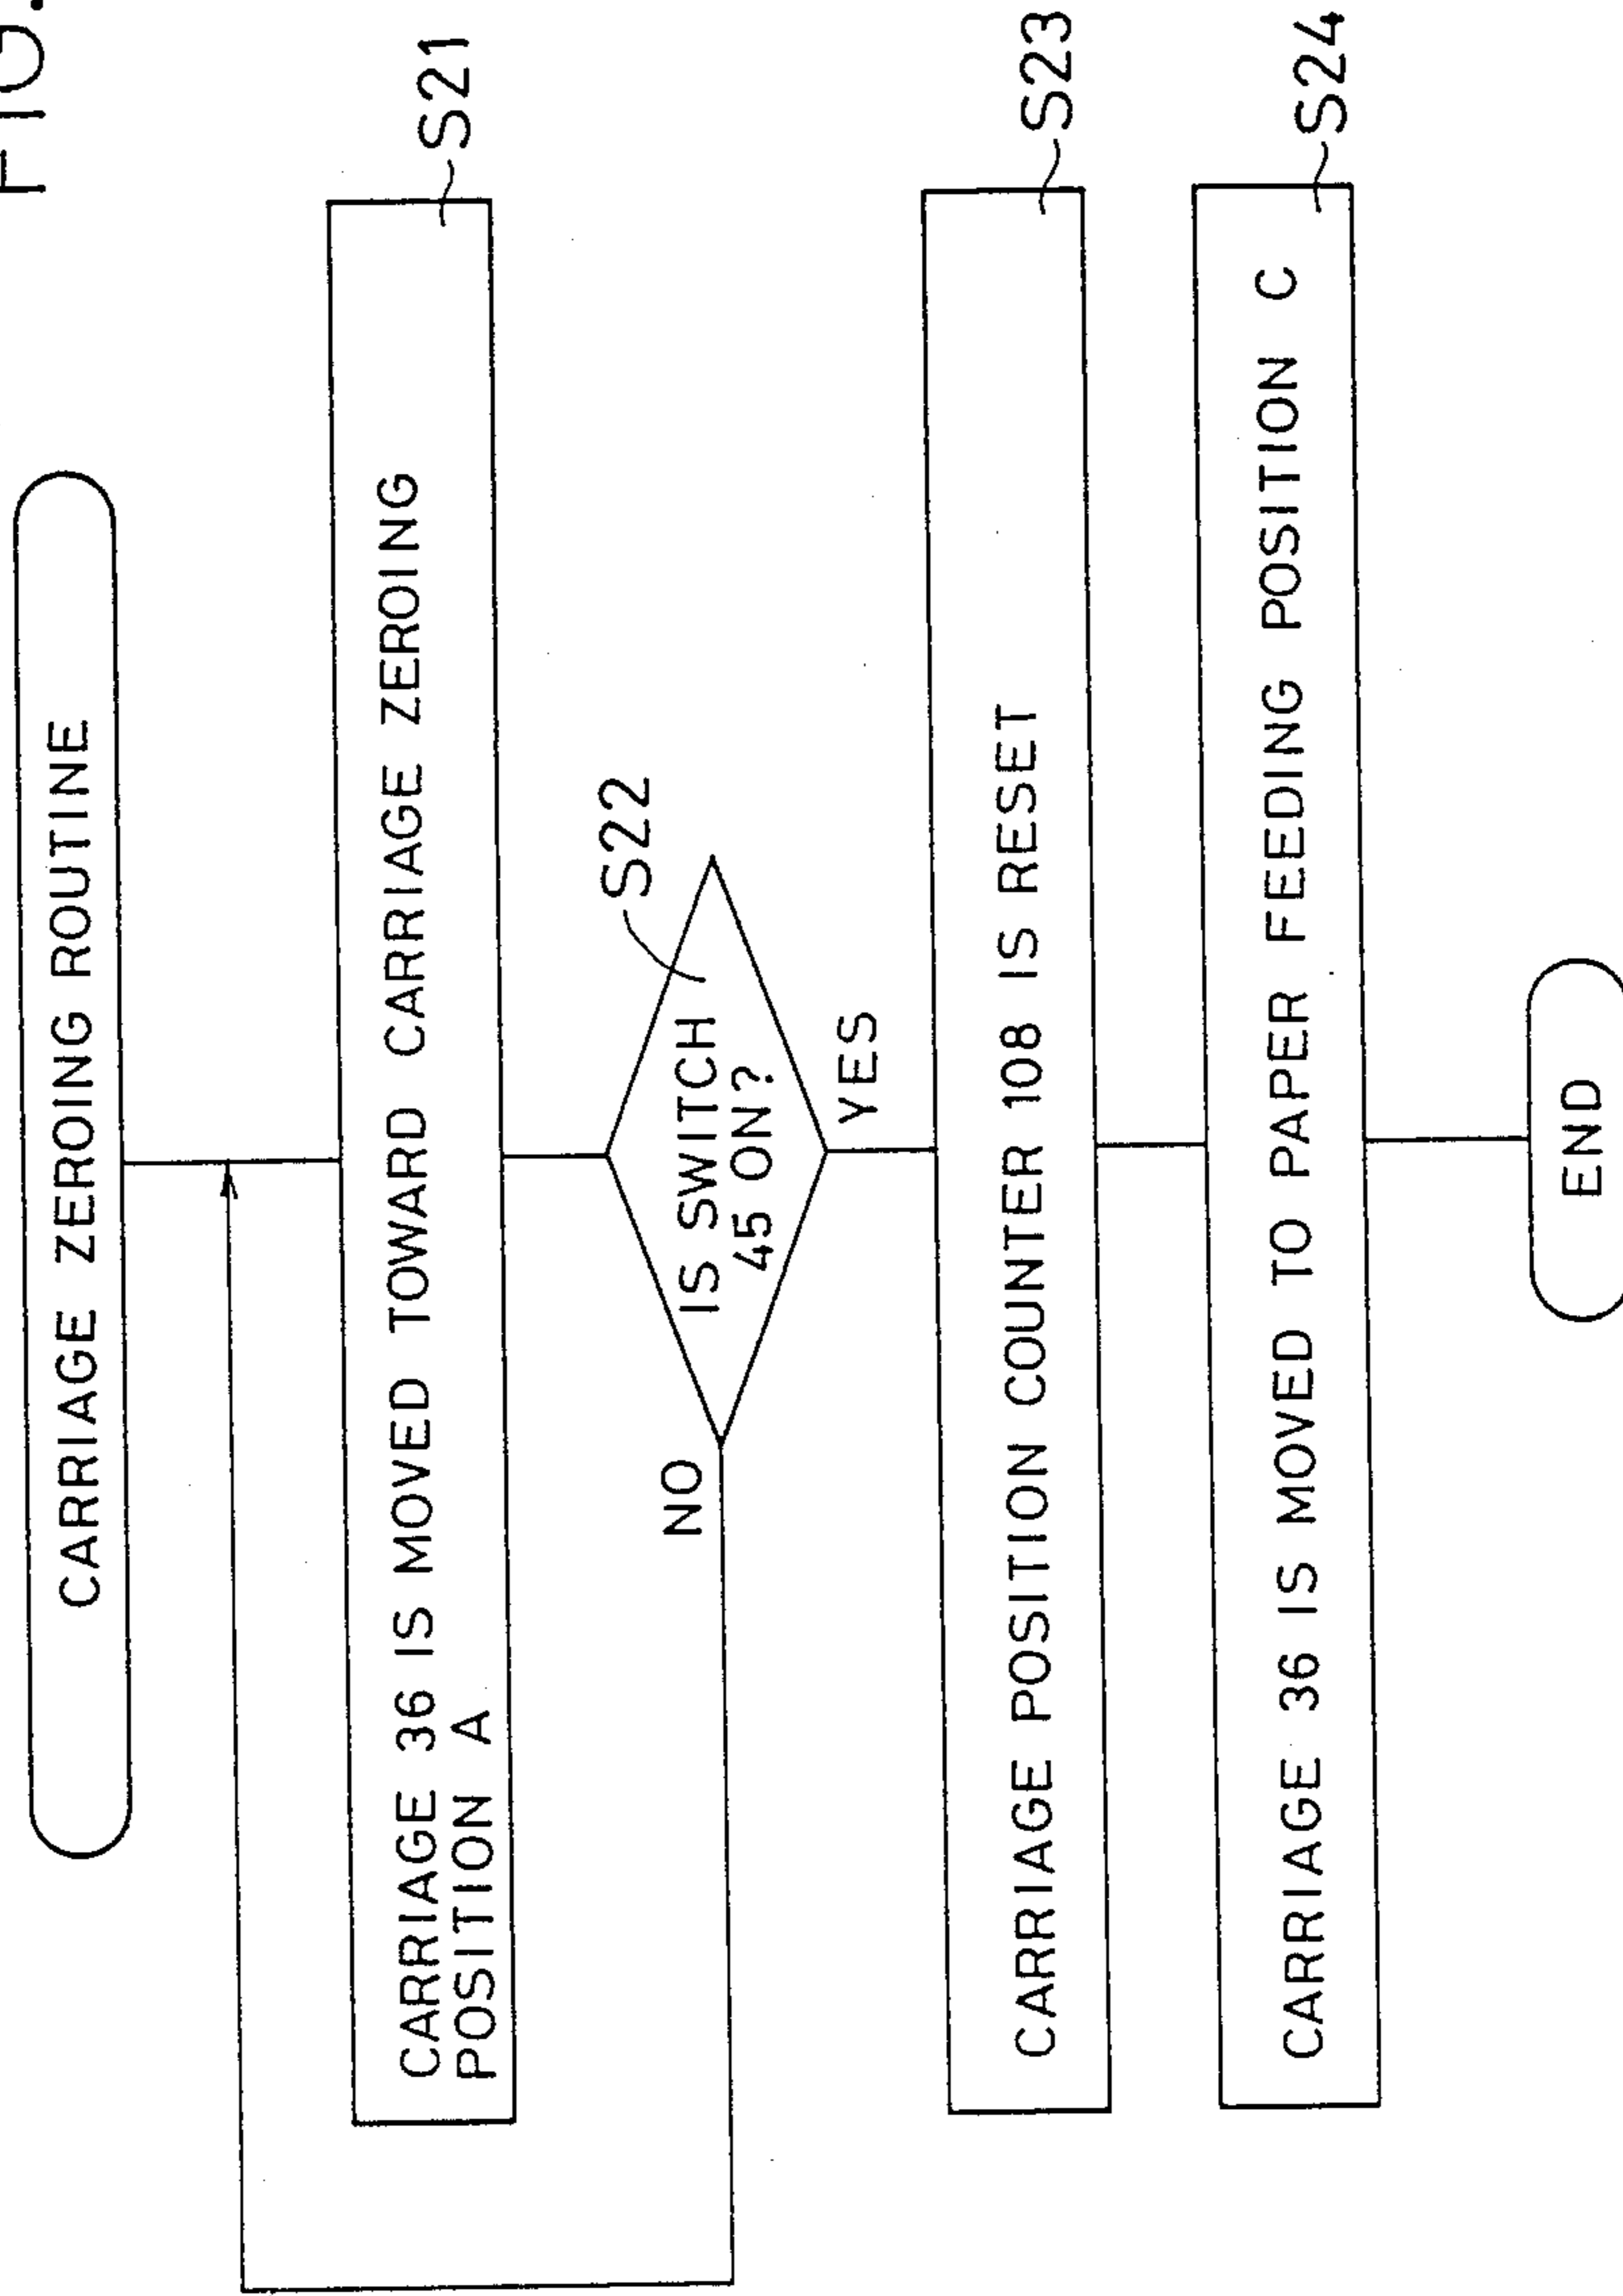 FIG.
CARRIAGE ZEROING ROUTINE
CARRIAGE 36 IS MOVED TOWARD CARRIAGE ZEROING
POSITION A
S21
IS SWITCH
45 ON?
S22
NO
YES
CARRIAGE POSITION COUNTER 108 IS RESET
S23
CARRIAGE 36 IS MOVED TO PAPER FEEDING POSITION C
S24
END